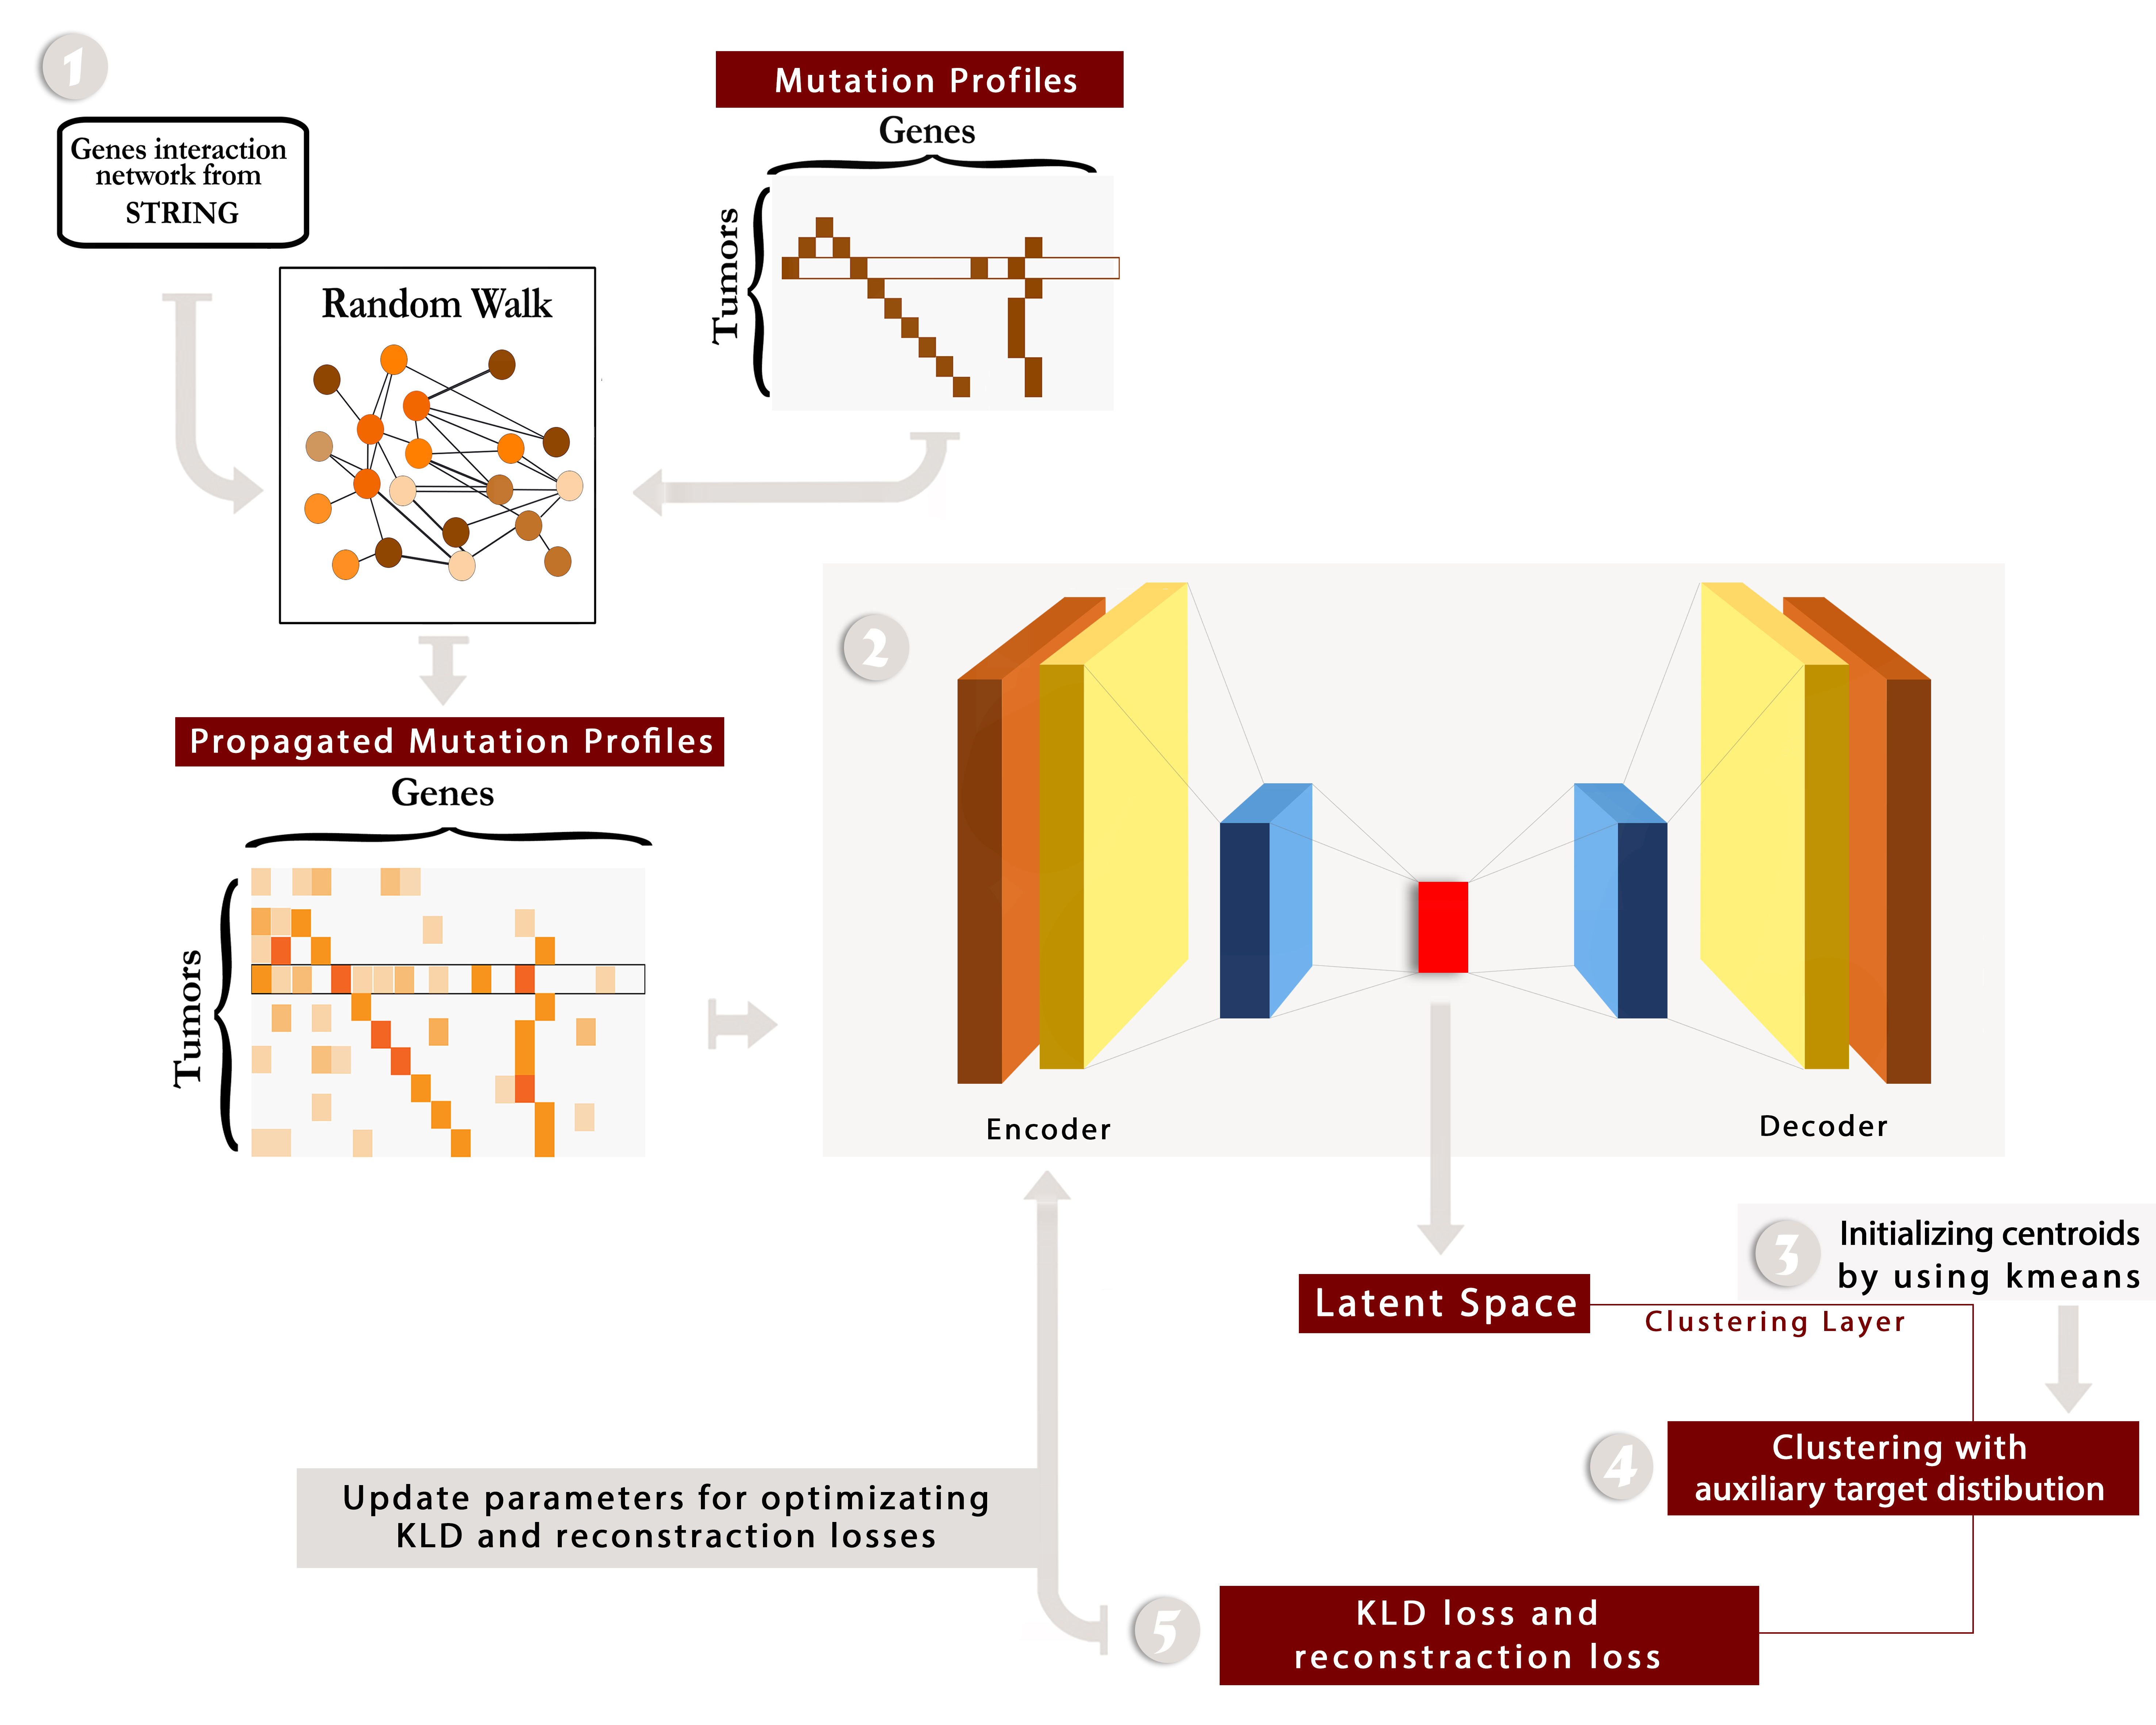 1
Genes interaction
network from
STRING
Mutation Profiles
Genes
Tumors
Random Walk
Propagated Mutation Profiles
Genes
Tumors
2
Encoder
Decoder
3
Initializing centroids
by using kmeans
Latent Space
Clustering Layer
4
Clustering with
auxiliary target distibution
Update parameters for optimizating
KLD and reconstraction losses
5
KLD loss and
reconstraction loss